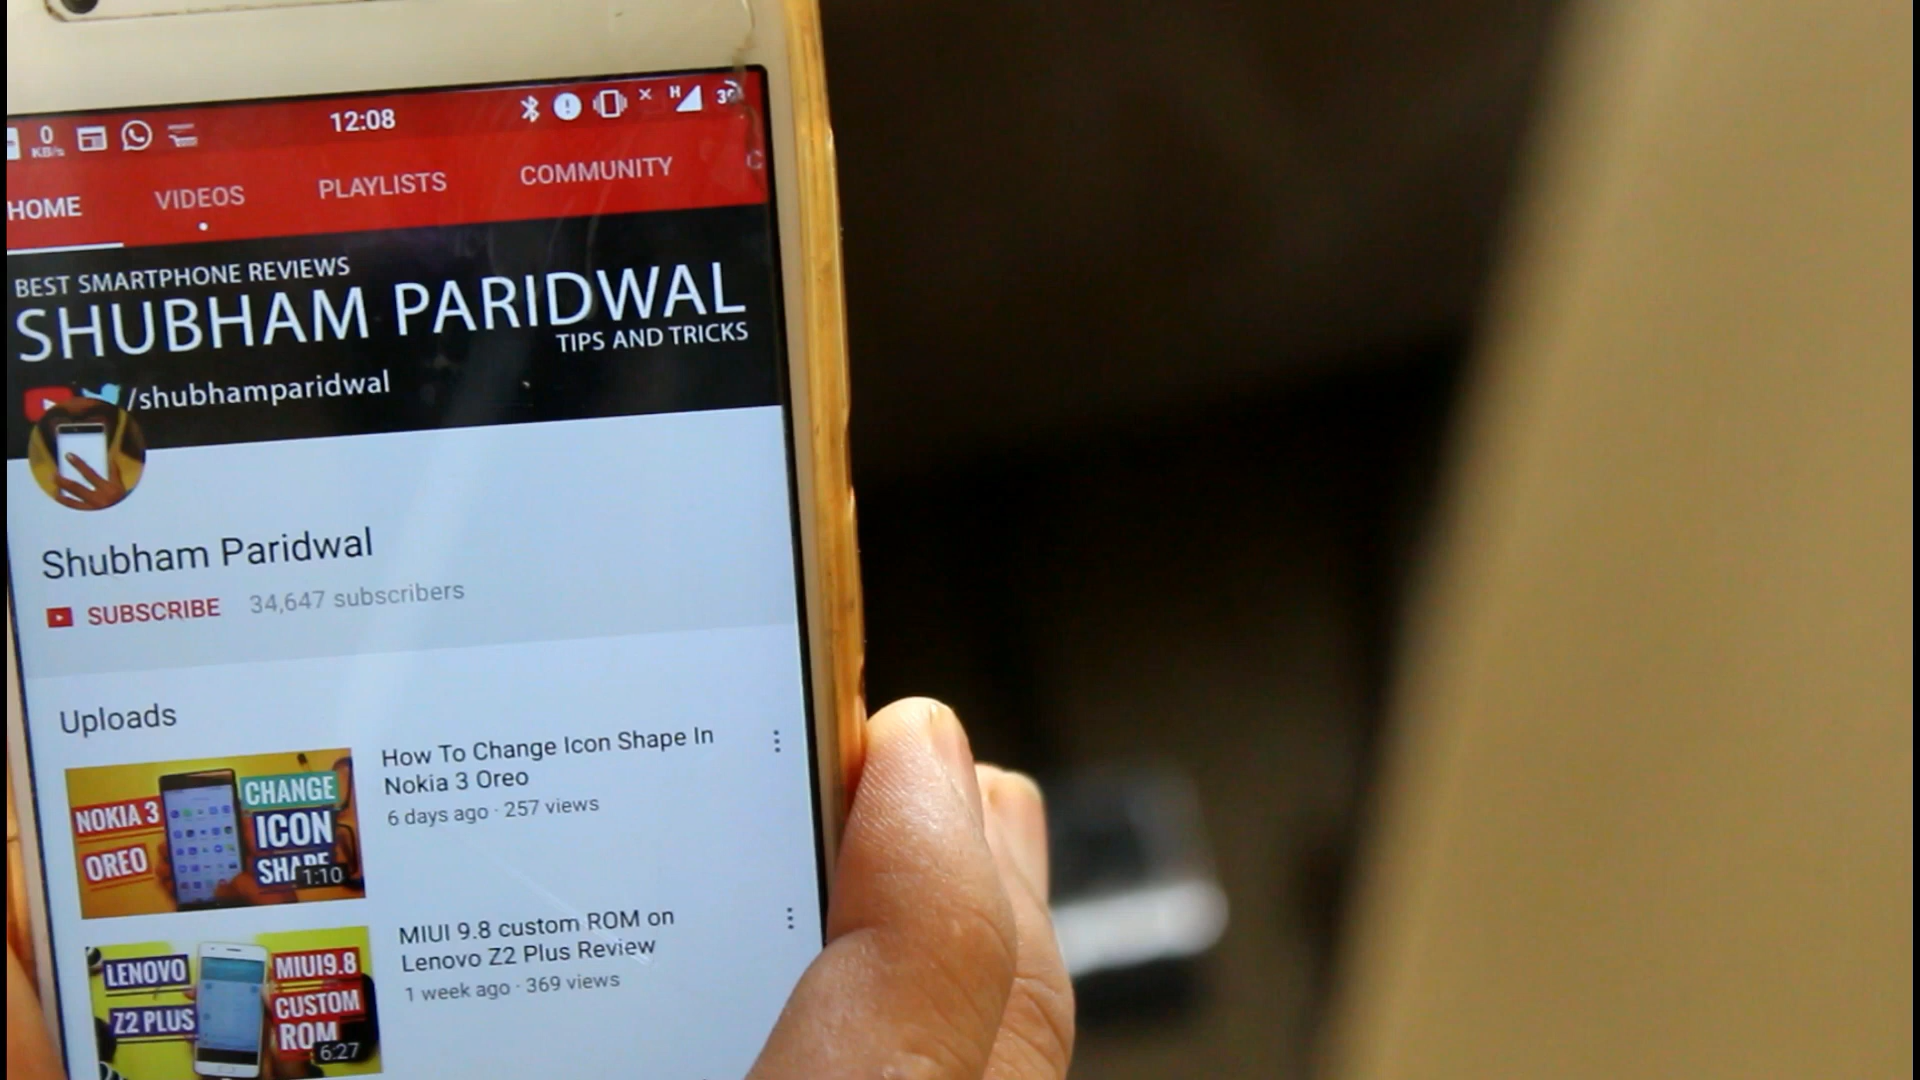 0
KB/s
12:08
H
HOME
VIDEOS
PLAYLISTS
COMMUNITY
BEST SMARTPHONE REVIEWS
SHUBHAM PARIDWAL
TIPS AND TRICKS
/shubhamparidwal
Shubham Paridwal
SUBSCRIBE
34,647 subscribers
Uploads
NOKIA 3
OREO
CHANGE
ICON
SHAPE
1:10
How To Change Icon Shape In
Nokia 3 Oreo
6 days ago · 257 views
LENOVO
Z2 PLUS
MIUI9.8
CUSTOM
ROM
6:27
MIUI 9.8 custom ROM on
Lenovo Z2 Plus Review
1 week ago · 369 views